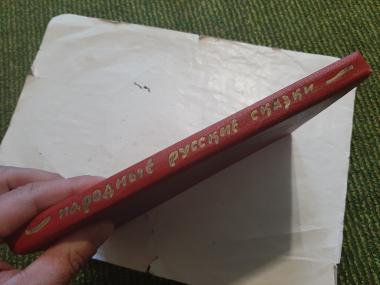 народные русские сказки